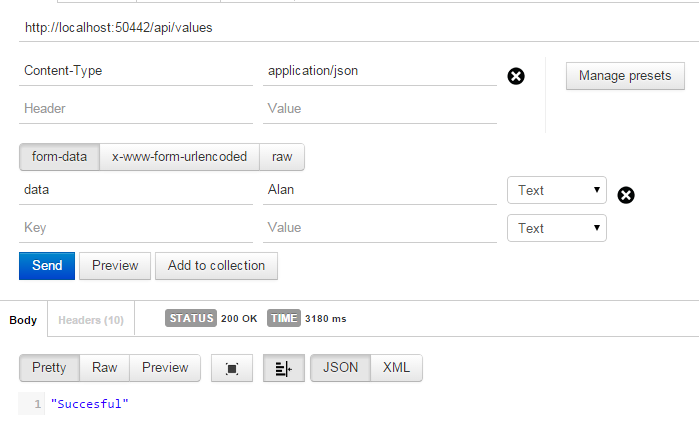 http://localhost:50442/api/values
Content-Type application/json Manage presets
Header Value
form-data x-www-form-urlencoded raw
data Alan Text
Key Value Text
Send Preview Add to collection
Body Headers (10) STATUS 200 OK TIME 3180 ms
Pretty Raw Preview JSON XML
1 "Succesful"